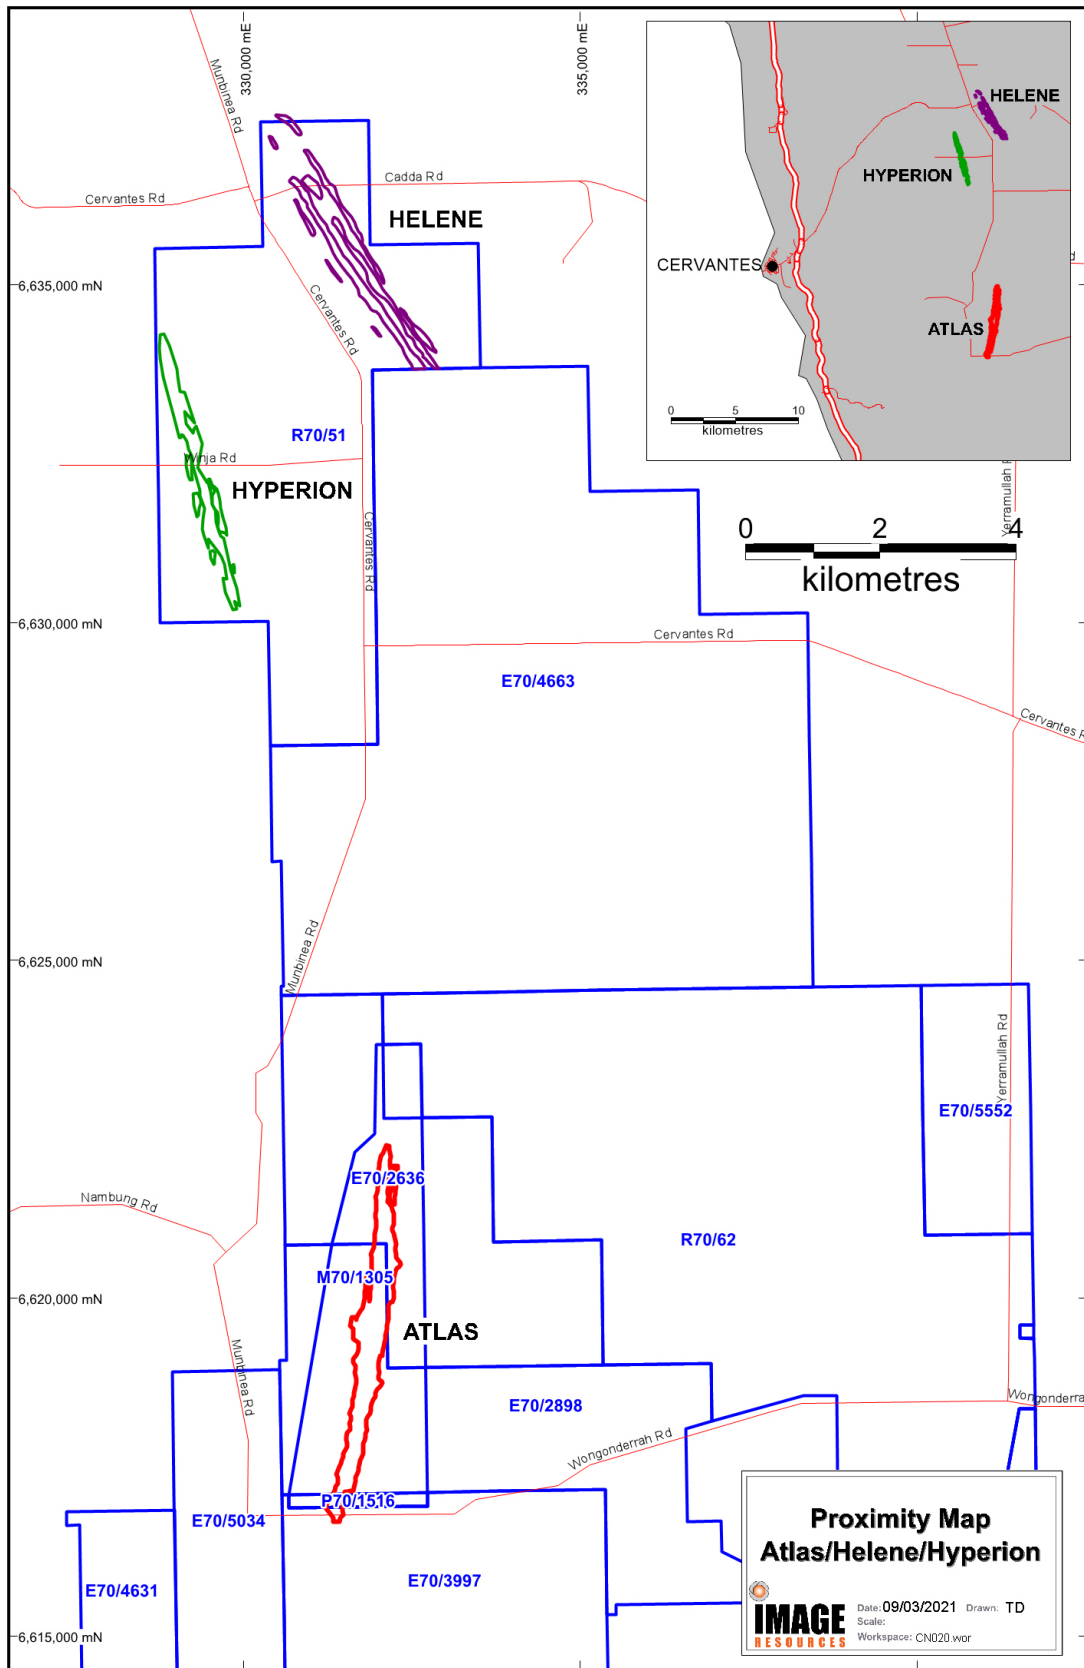 330,000 mE
335,000 mE
Munbinea Rd
HELENE
HYPERION
CERVANTES
ATLAS
0 5 10
kilometres
Cervantes Rd
Cadda Rd
HELENE
6,635,000 mN
Cervantes Rd
R70/51
Winja Rd
HYPERION
Cervantes Rd
Yerramullah R
0 2 4
kilometres
6,630,000 mN
Cervantes Rd
E70/4663
Cervantes R
6,625,000 mN
Munbinea Rd
Yerramullah Rd
E70/5552
E70/2636
Nambung Rd
R70/62
M70/1305
6,620,000 mN
ATLAS
Munbinea Rd
E70/2898
Wongonderra
Wongonderrah Rd
P70/1516
E70/5034
E70/4631
E70/3997
6,615,000 mN
Proximity Map
Atlas/Helene/Hyperion
IMAGE
RESOURCES
Date: 09/03/2021 Drawn: TD
Scale:
Workspace: CN020.wor